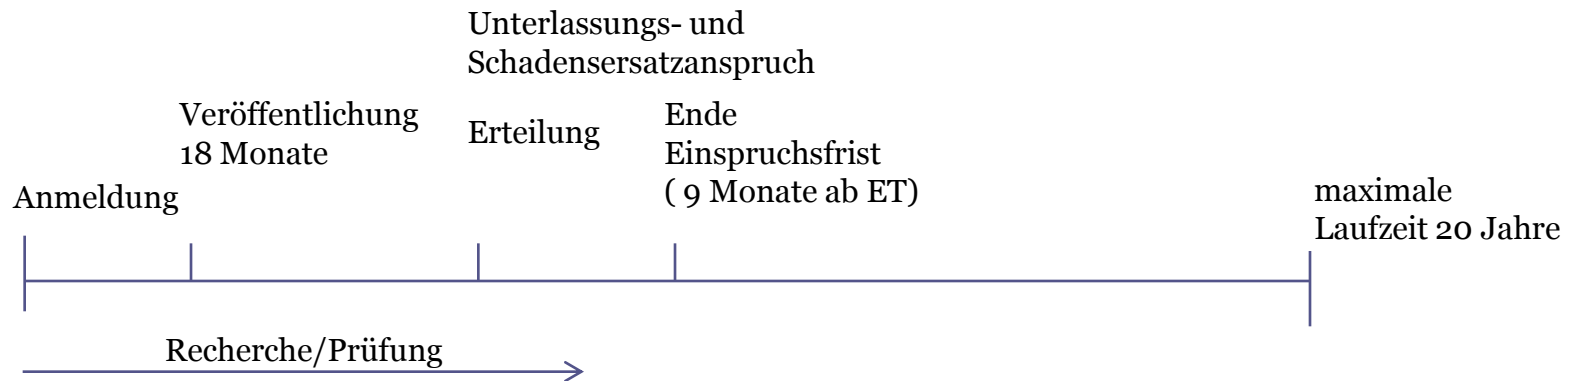 Unterlassungs- und
Schadensersatzanspruch
Veröffentlichung
18 Monate
Erteilung
Ende
Einspruchsfrist
( 9 Monate ab ET)
Anmeldung
maximale
Laufzeit 20 Jahre
Recherche/Prüfung